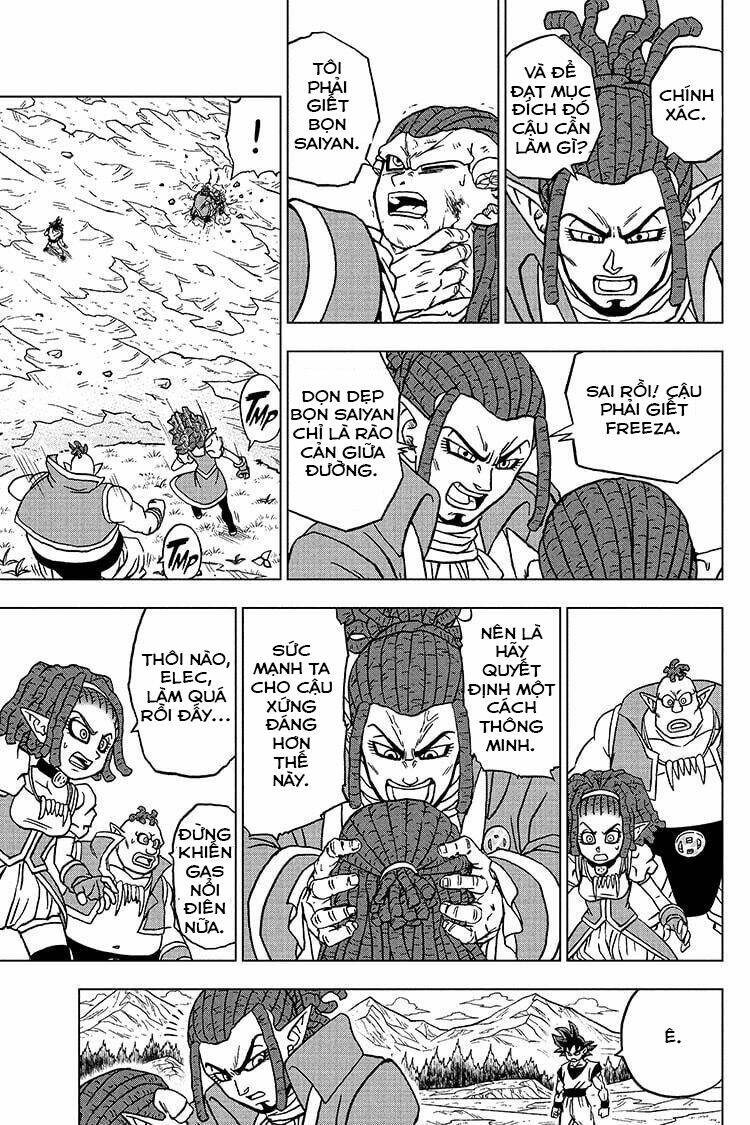 CHÍNH
XÁC.
VÀ ĐỂ
ĐẠT MỤC
ĐÍCH ĐÓ
CẬU CẦN
LÀM GÌ?
TÔI
PHẢI
GIẾT
BỌN
SAIYAN.
!
SAI RỒI! CẬU
PHẢI GIẾT
FREEZA.
DỌN DẸP
BỌN SAIYAN
CHỈ LÀ RÀO
CẢN GIỮA
ĐƯỜNG.
TMP
TMP
NÊN LÀ
HÃY
QUYẾT
ĐỊNH MỘT
CÁCH
THÔNG
MINH.
SỨC
MẠNH TA
CHO CẬU
XỨNG
ĐÁNG
HƠN
THẾ
NÀY.
THÔI NÀO,
ELEC,
LÀM QUÁ
RỒI ĐẤY...
ĐỪNG
KHIẾN
GAS
NỔI
ĐIÊN
NỮA.
Ê.